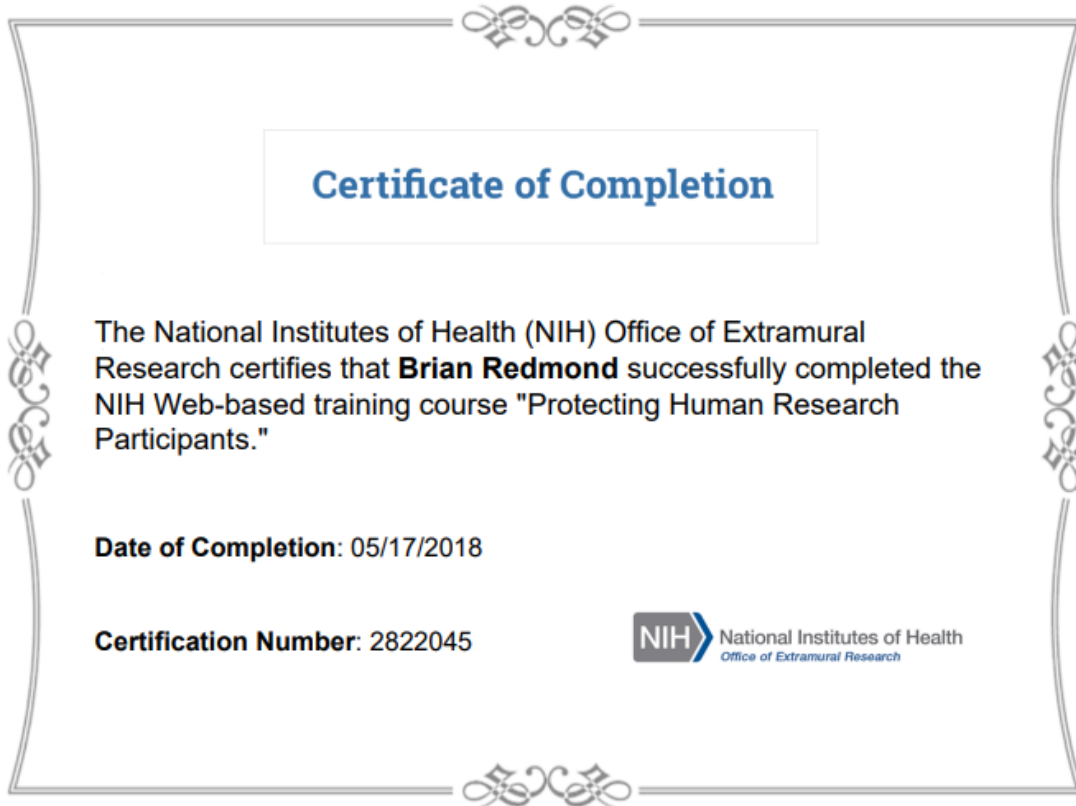 Certificate of Completion
The National Institutes of Health (NIH) Office of Extramural
Research certifies that Brian Redmond successfully completed the
NIH Web-based training course "Protecting Human Research
Participants."
Date of Completion: 05/17/2018
Certification Number: 2822045
NIH National Institutes of Health
Office of Extramural Research